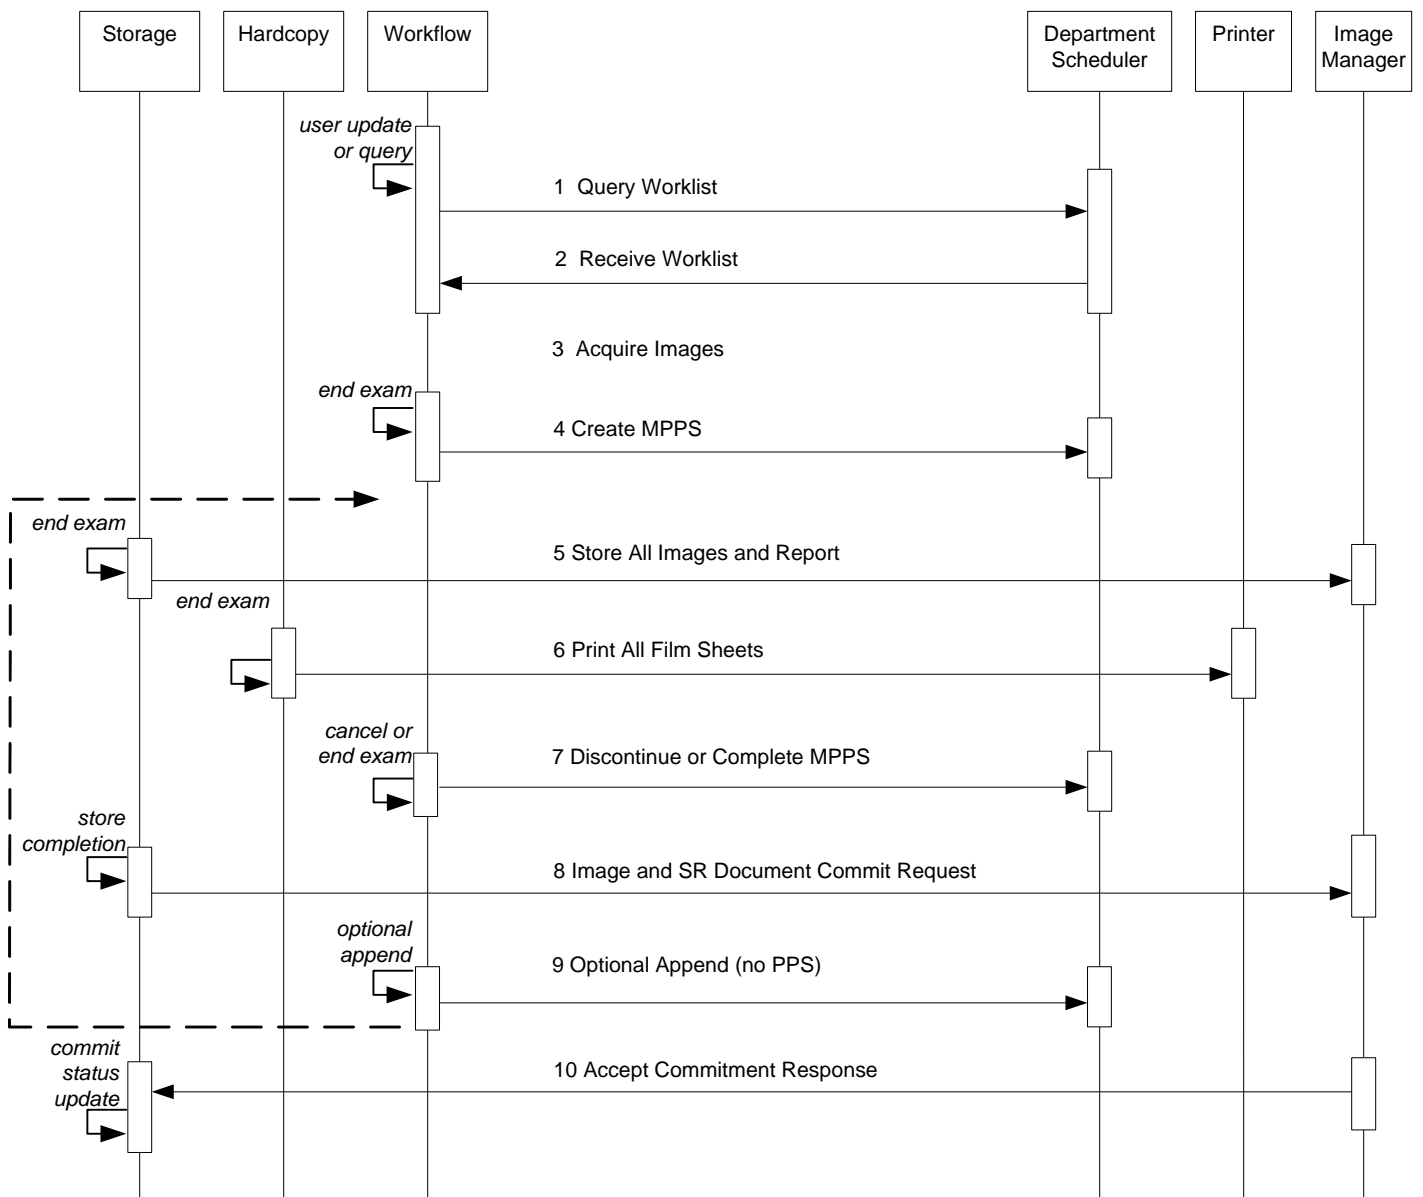 Storage
Hardcopy
Workflow
Department
Scheduler
Printer
Image
Manager
user update
or query
1 Query Worklist
2 Receive Worklist
3 Acquire Images
end exam
4 Create MPPS
end exam
5 Store All Images and Report
end exam
6 Print All Film Sheets
cancel or
end exam
7 Discontinue or Complete MPPS
store
completion
8 Image and SR Document Commit Request
optional
append
9 Optional Append (no PPS)
commit
status
update
10 Accept Commitment Response